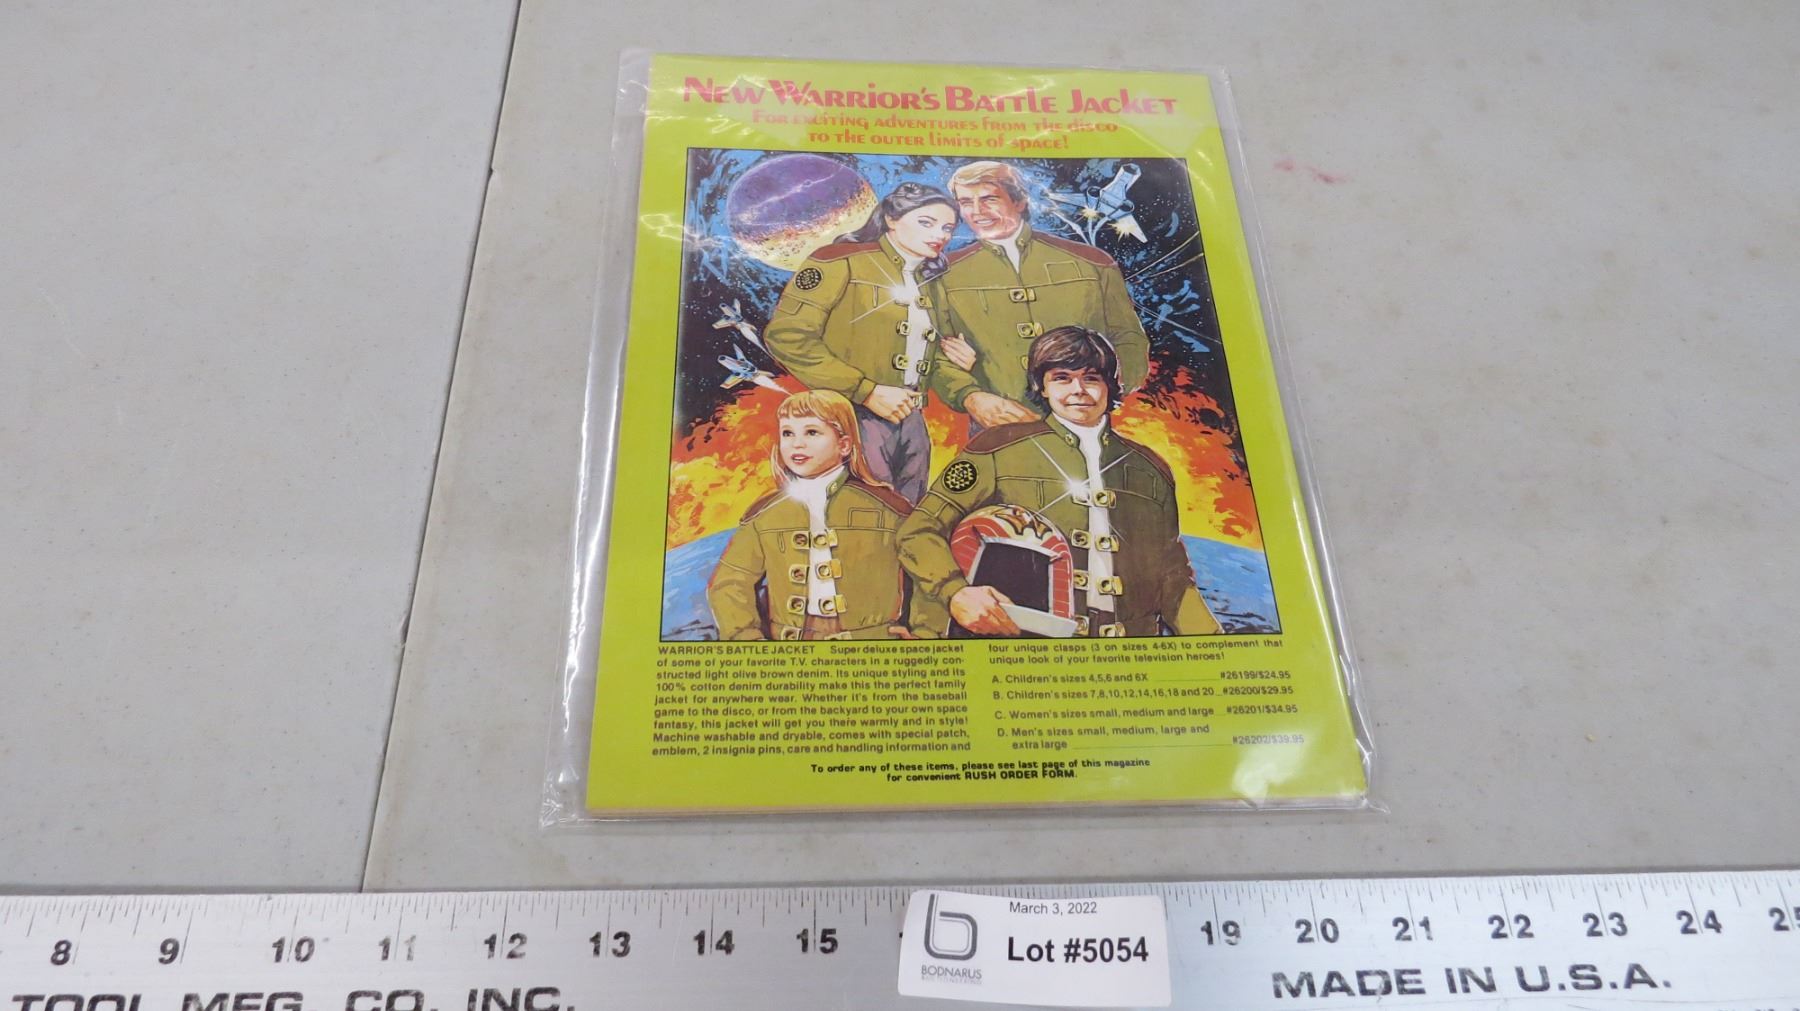 New Warrior's Battle Jacket
For exciting adventures from the disco
to the outer limits of space!
WARRIOR'S BATTLE JACKET Super deluxe space jacket
of some of your favorite T.V. characters in a ruggedly con-
structed light olive brown denim. Its unique styling and its
100% cotton denim durability make this the perfect family
jacket for anywhere wear. Whether it's from the baseball
game to the disco, or from the backyard to your own space
fantasy, this jacket will get you there warmly and in style!
Machine washable and dryable, comes with special patch,
emblem, 2 insignia pins, care and handling information and
four unique clasps (3 on sizes 4-6X) to complement that
unique look of your favorite television heroes!
A. Children's sizes 4,5,6 and 6X #26199/$24.95
B. Children's sizes 7,8,10,12,14,16,18 and 20 #26200/$29.95
C. Women's sizes small, medium and large #26201/$34.95
D. Men's sizes small, medium, large and
extra large #26202/$39.95
To order any of these items, please see last page of this magazine
for convenient RUSH ORDER FORM.
8 9 10 11 12 13 14 15 19 20 21 22 23 24 25
March 3, 2022
Lot #5054
BODNARUS
TOOL MFG. CO. INC.
MADE IN U.S.A.